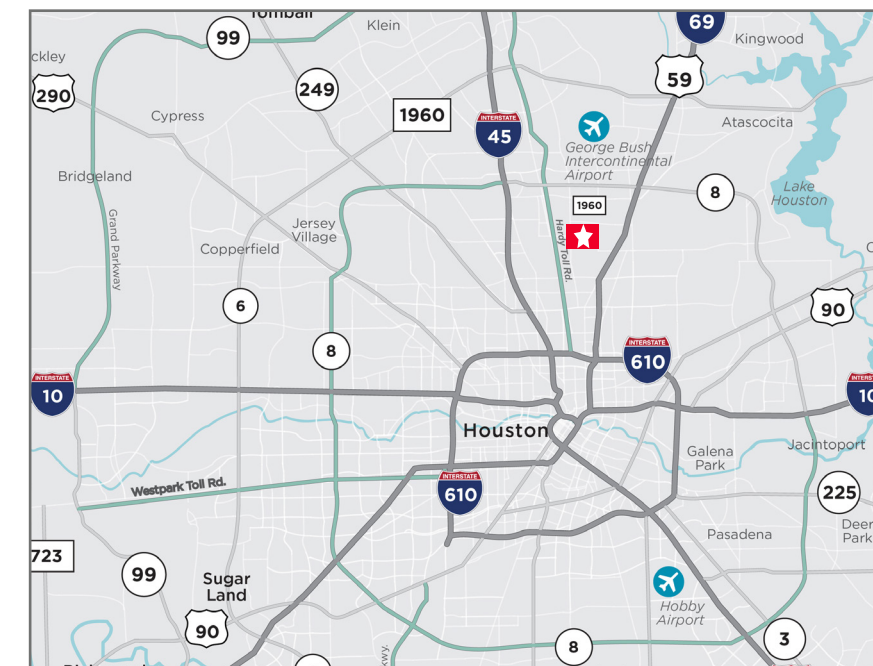 Tomball
69
Klein
99
Kingwood
ckley
59
249
290
1960
Cypress
INTERSTATE
45
Atascocita
George Bush
Intercontinental
Airport
Bridgeland
8
Lake
Houston
1960
Grand Parkway
Jersey
Village
Hardy Toll Rd.
Copperfield
6
90
8
INTERSTATE
610
INTERSTATE
10
INTERSTATE
10
Houston
Jacintoport
Galena
Park
Westpark Toll Rd.
INTERSTATE
610
225
Pasadena
Deer
Park
723
99
Sugar
Land
90
Hobby
Airport
8
3
kwy.